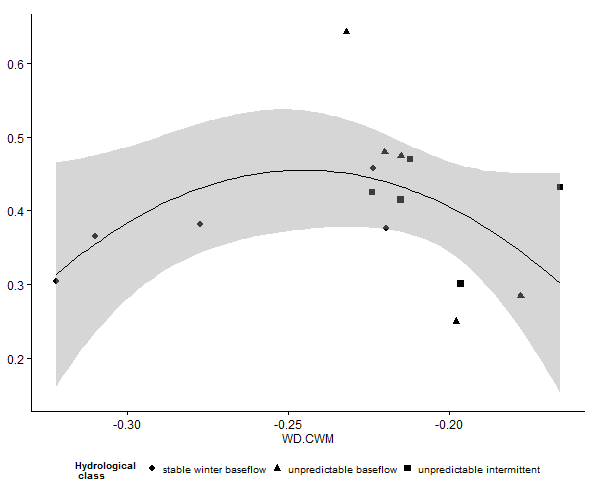 0.6
0.5
0.4
0.3
0.2
-0.30 -0.25 -0.20
WD.CWM
Hydrological
class
stable winter baseflow unpredictable baseflow unpredictable intermittent